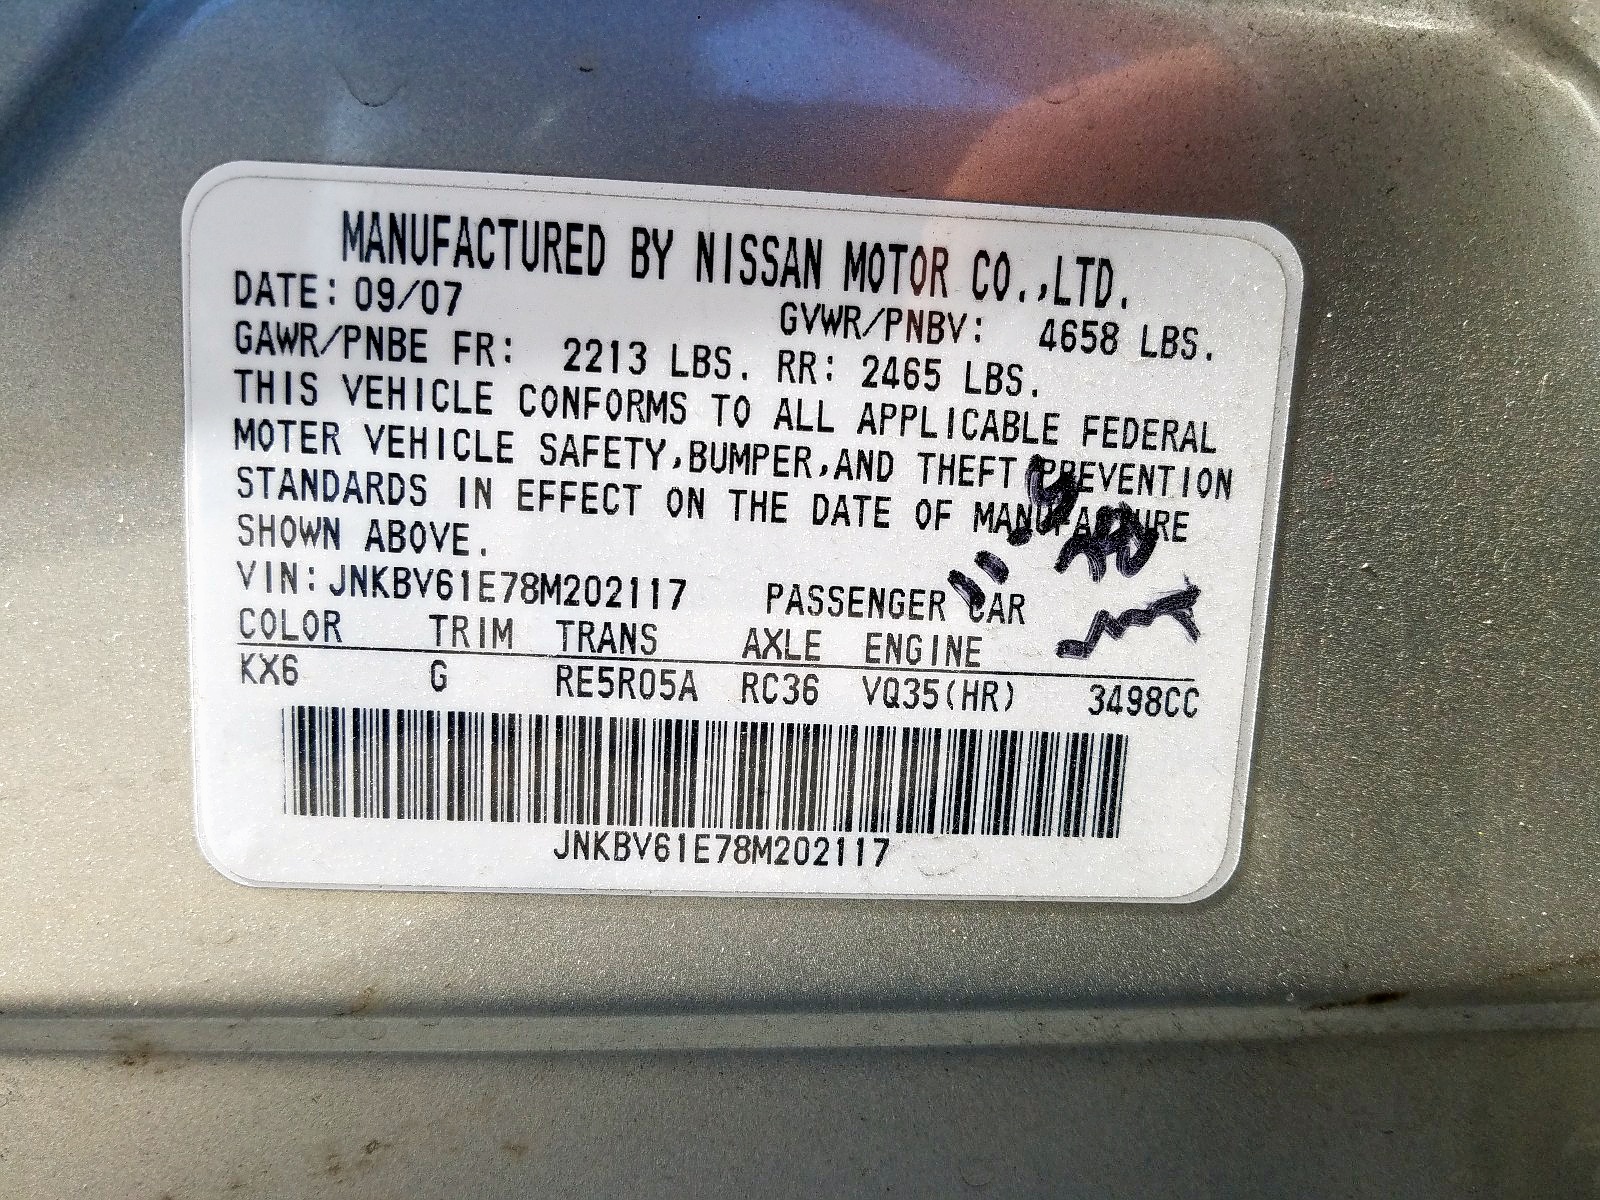 MANUFACTURED BY NISSAN MOTOR CO.,LTD.
DATE: 09/07 GVWR/PNBV: 4658 LBS.
GAWR/PNBE FR: 2213 LBS. RR: 2465 LBS.
THIS VEHICLE CONFORMS TO ALL APPLICABLE FEDERAL
MOTER VEHICLE SAFETY,BUMPER,AND THEFT PREVENTION
STANDARDS IN EFFECT ON THE DATE OF MANUFACTURE
SHOWN ABOVE.
VIN: JNKBV61E78M202117 PASSENGER CAR
COLOR TRIM TRANS AXLE ENGINE
KX6 G RE5R05A RC36 VQ35(HR) 3498CC
JNKBV61E78M202117